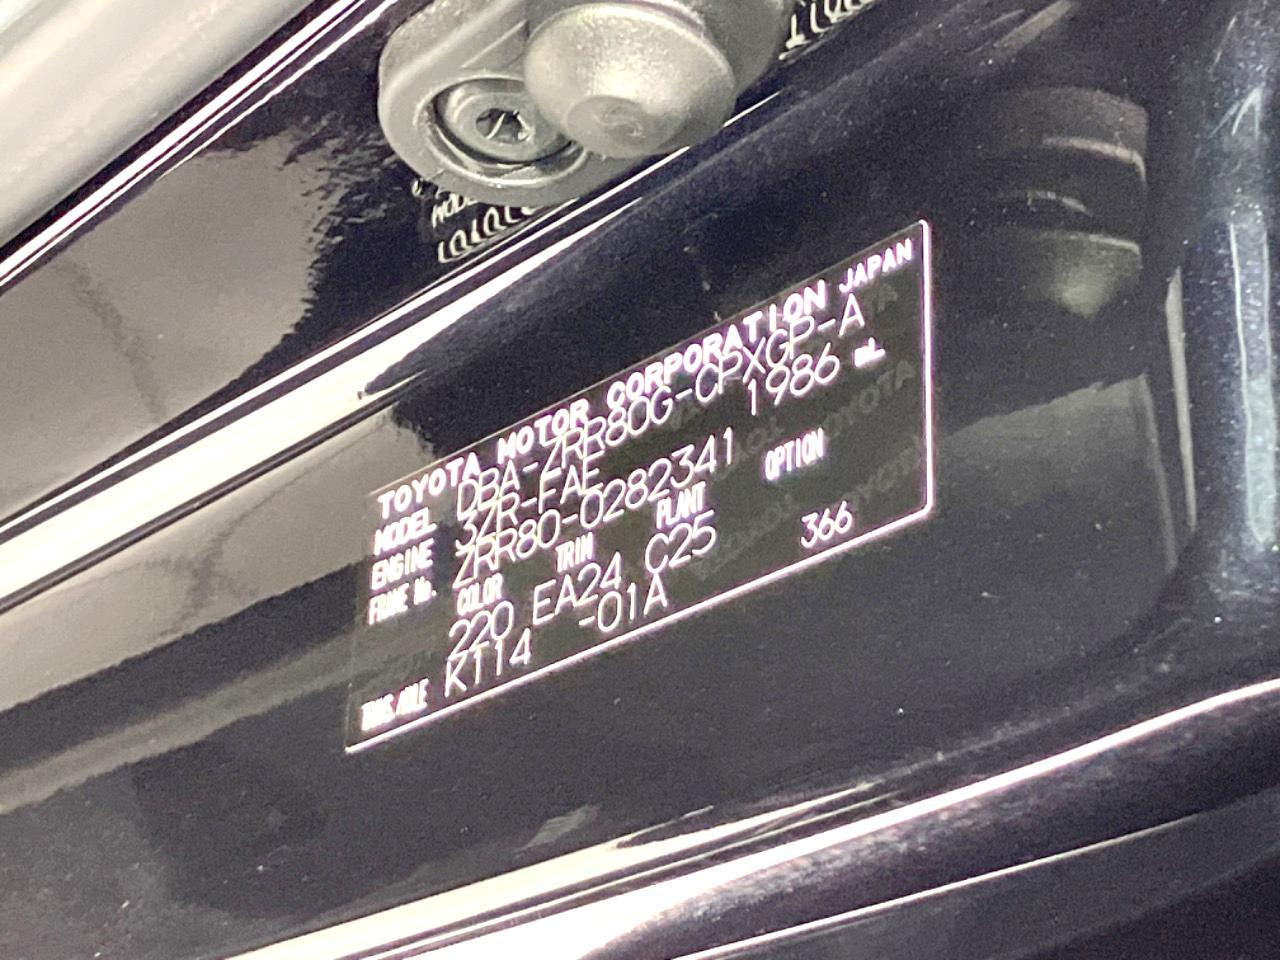 TOYOTA MOTOR CORPORATION JAPAN
MODEL DBA-ZRR80G-CPXGP-A
ENGINE 3ZR-FAE 1986 mL
FRAME No. ZRR80-0282341
COLOR TRIM PLANT OPTION
220 EA24 C25 366
TRANS./AXLE K114 -01A